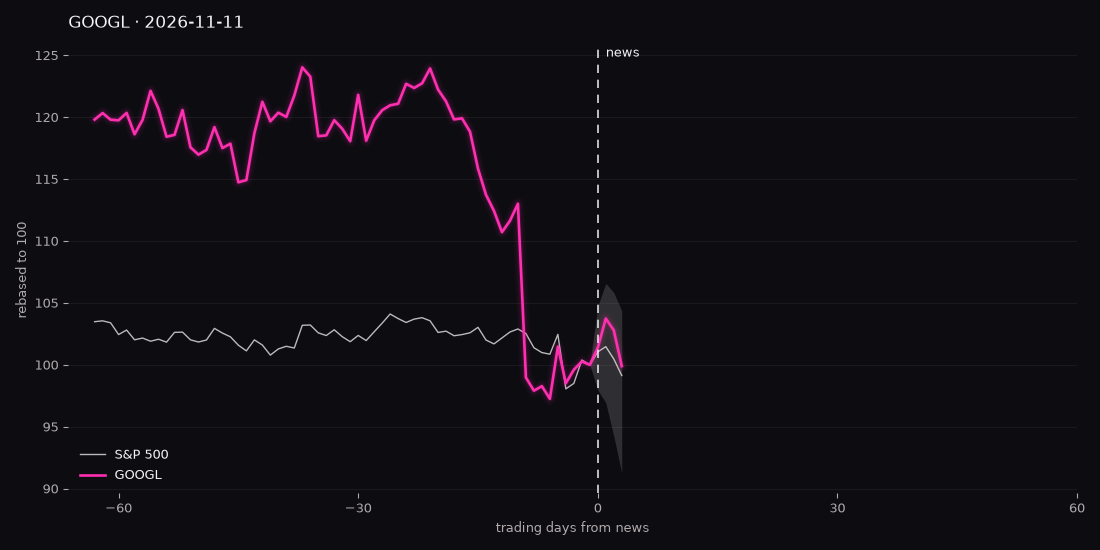 GOOGL · 2026-11-11
news
125
120
115
110
105
100
95
90
rebased to 100
S&P 500
GOOGL
−60
−30
0
30
60
trading days from news